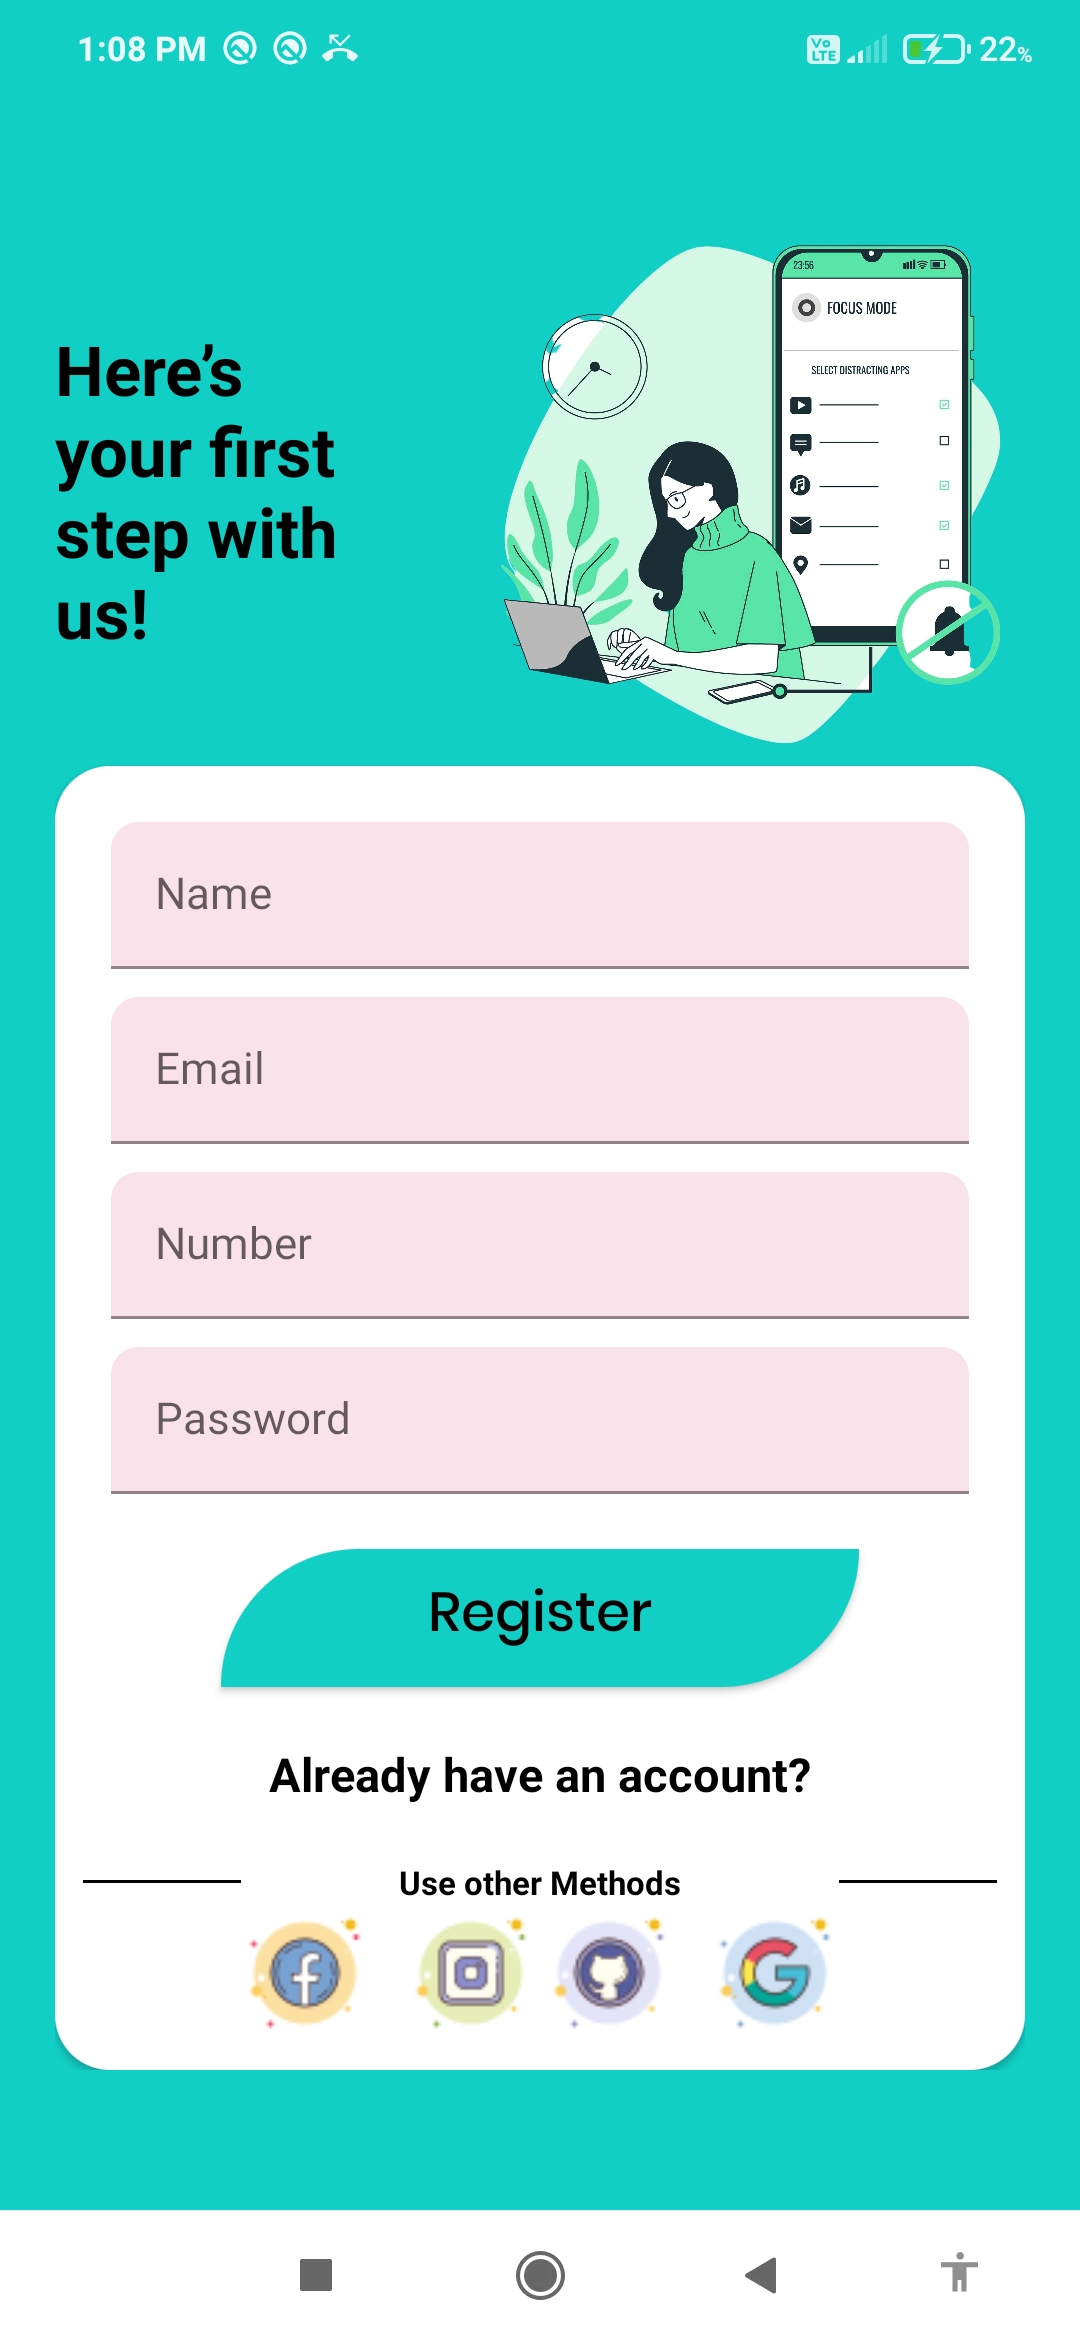 1:08 PM
Vo LTE
22%
23:56
FOCUS MODE
SELECT DISTRACTING APPS
Here’s
your first
step with
us!
Name
Email
Number
Password
Register
Already have an account?
Use other Methods